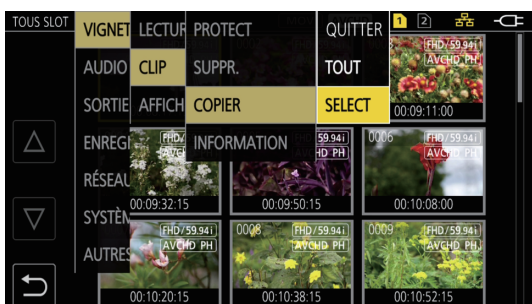 TOUS SLOT
1 2
VIGNET LECTUR PROTECT QUITTER
AUDIO CLIP SUPPR. TOUT
SORTIE AFFICH COPIER SELECT
ENREGI INFORMATION
RÉSEAU
SYSTÈM
AUTRES
FHD/59.94i
AVCHD PH
00:09:11:00
FHD/
59.94i
HD PH
0006 FHD/59.94i
AVCHD PH
00:09:32:15 00:09:50:15 00:10:08:00
FHD/59.94i
AVCHD PH
0008 FHD/59.94i
AVCHD PH
0009 FHD/59.94i
AVCHD PH
00:10:20:15 00:10:38:15 00:10:52:15